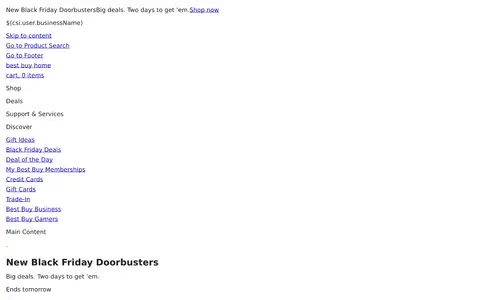 New Black Friday DoorbustersBig deals. Two days to get 'em.Shop now
${csi.user.businessName}
Skip to content
Go to Product Search
Go to Footer
best buy home
cart, 0 items
Shop
Deals
Support & Services
Discover
Gift Ideas
Black Friday Deals
Deal of the Day
My Best Buy Memberships
Credit Cards
Gift Cards
Trade-In
Best Buy Business
Best Buy Gamers
Main Content
.
New Black Friday Doorbusters
Big deals. Two days to get 'em.
Ends tomorrow